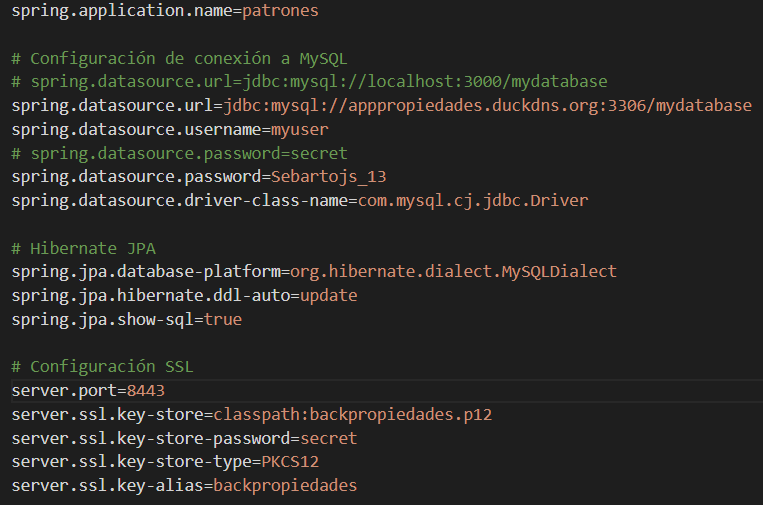 spring.application.name=patrones
# Configuración de conexión a MySQL
# spring.datasource.url=jdbc:mysql://localhost:3000/mydatabase
spring.datasource.url=jdbc:mysql://apppropiedades.duckdns.org:3306/mydatabase
spring.datasource.username=myuser
# spring.datasource.password=secret
spring.datasource.password=Sebartojs_13
spring.datasource.driver-class-name=com.mysql.cj.jdbc.Driver
# Hibernate JPA
spring.jpa.database-platform=org.hibernate.dialect.MySQLDialect
spring.jpa.hibernate.ddl-auto=update
spring.jpa.show-sql=true
# Configuración SSL
server.port=8443
server.ssl.key-store=classpath:backpropiedades.p12
server.ssl.key-store-password=secret
server.ssl.key-store-type=PKCS12
server.ssl.key-alias=backpropiedades